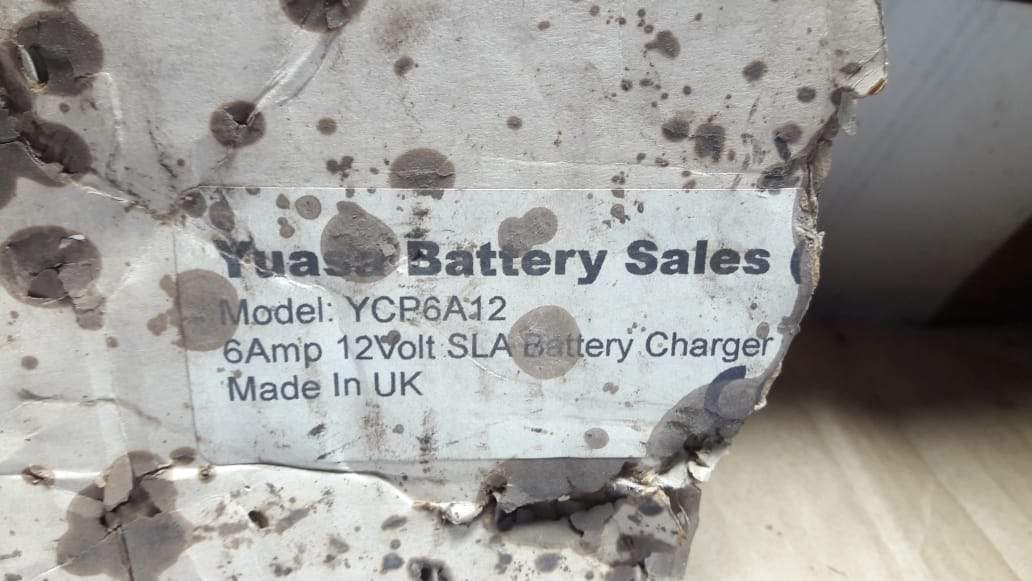 Yuasa Battery Sales (
Model: YCP6A12
6Amp 12Volt SLA Battery Charger
Made In UK